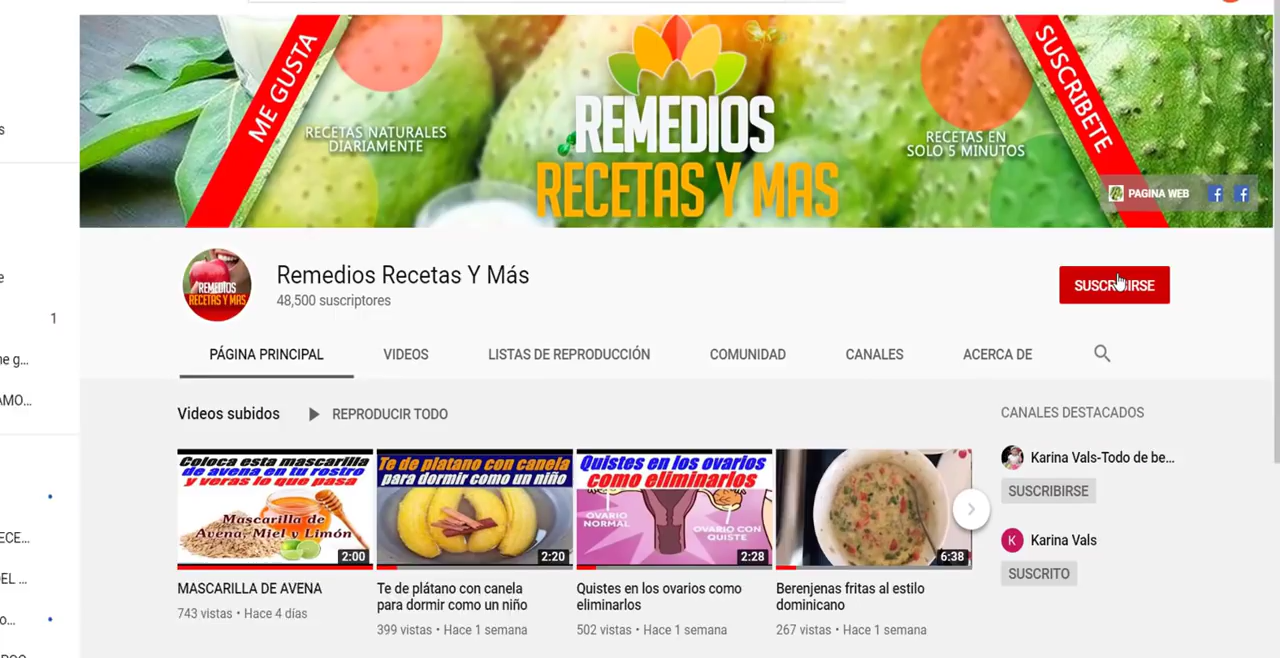 ME GUSTA
RECETAS NATURALES
DIARIAMENTE
REMEDIOS
RECETAS Y MAS
RECETAS EN
SOLO 5 MINUTOS
SUSCRIBETE
PAGINA WEB
REMEDIOS
RECETAS Y MAS
Remedios Recetas Y Más
48,500 suscriptores
SUSCRIBIRSE
PÁGINA PRINCIPAL
VIDEOS
LISTAS DE REPRODUCCIÓN
COMUNIDAD
CANALES
ACERCA DE
s
e
1
ne g...
AMO...
ECE...
DEL ...
o...
Videos subidos
REPRODUCIR TODO
CANALES DESTACADOS
Coloca esta mascarilla
de avena en tu rostro
y veras lo que pasa
Mascarilla de
Avena, Miel y Limón
2:00
MASCARILLA DE AVENA
743 vistas • Hace 4 días
Te de platano con canela
para dormir como un niño
2:20
Te de plátano con canela
para dormir como un niño
399 vistas • Hace 1 semana
Quistes en los ovarios
como eliminarlos
OVARIO
NORMAL
OVARIO CON
QUISTE
2:28
Quistes en los ovarios como
eliminarlos
502 vistas • Hace 1 semana
6:38
Berenjenas fritas al estilo
dominicano
267 vistas • Hace 1 semana
Karina Vals-Todo de be...
SUSCRIBIRSE
K
Karina Vals
SUSCRITO